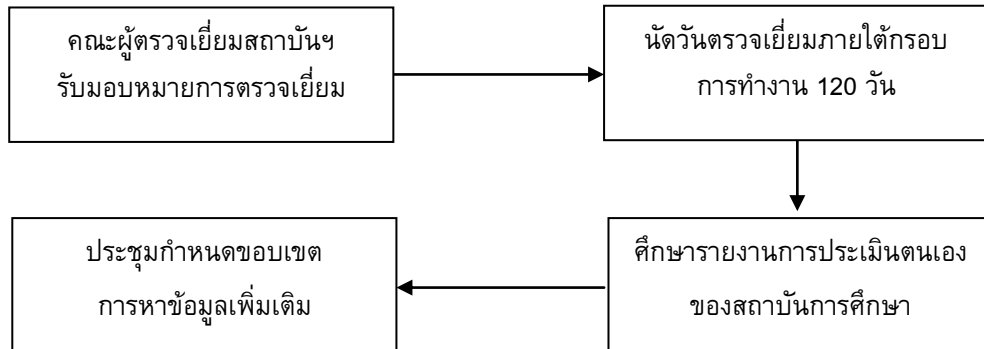 คณะผู้ตรวจเยี่ยมสถาบันฯ
รับมอบหมายการตรวจเยี่ยม
นัดวันตรวจเยี่ยมภายใต้กรอบ
การทำงาน 120 วัน
ศึกษารายงานการประเมินตนเอง
ของสถาบันการศึกษา
ประชุมกำหนดขอบเขต
การหาข้อมูลเพิ่มเติม